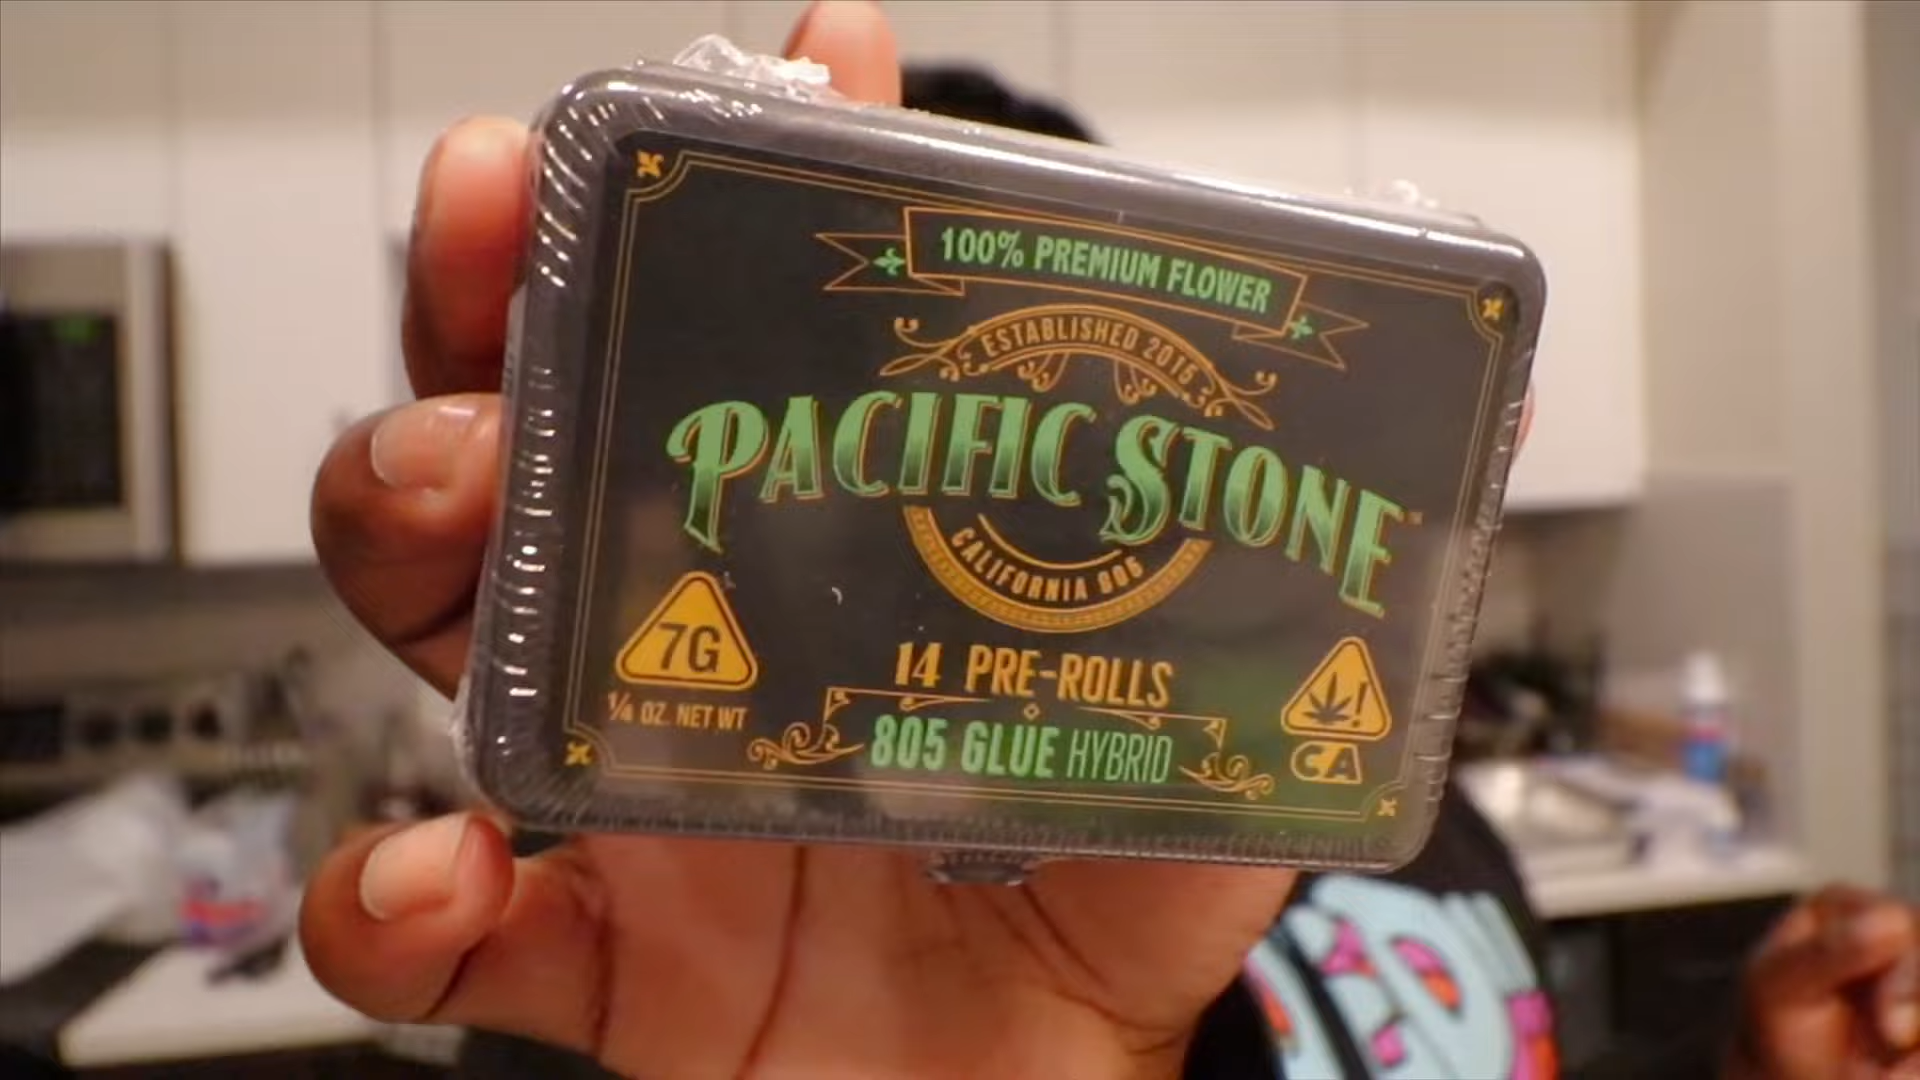 100% PREMIUM FLOWER
ESTABLISHED 2015
PACIFIC STONE
CALIFORNIA 805
7G
1/4 OZ. NET WT
14 PRE-ROLLS
805 GLUE HYBRID
CA